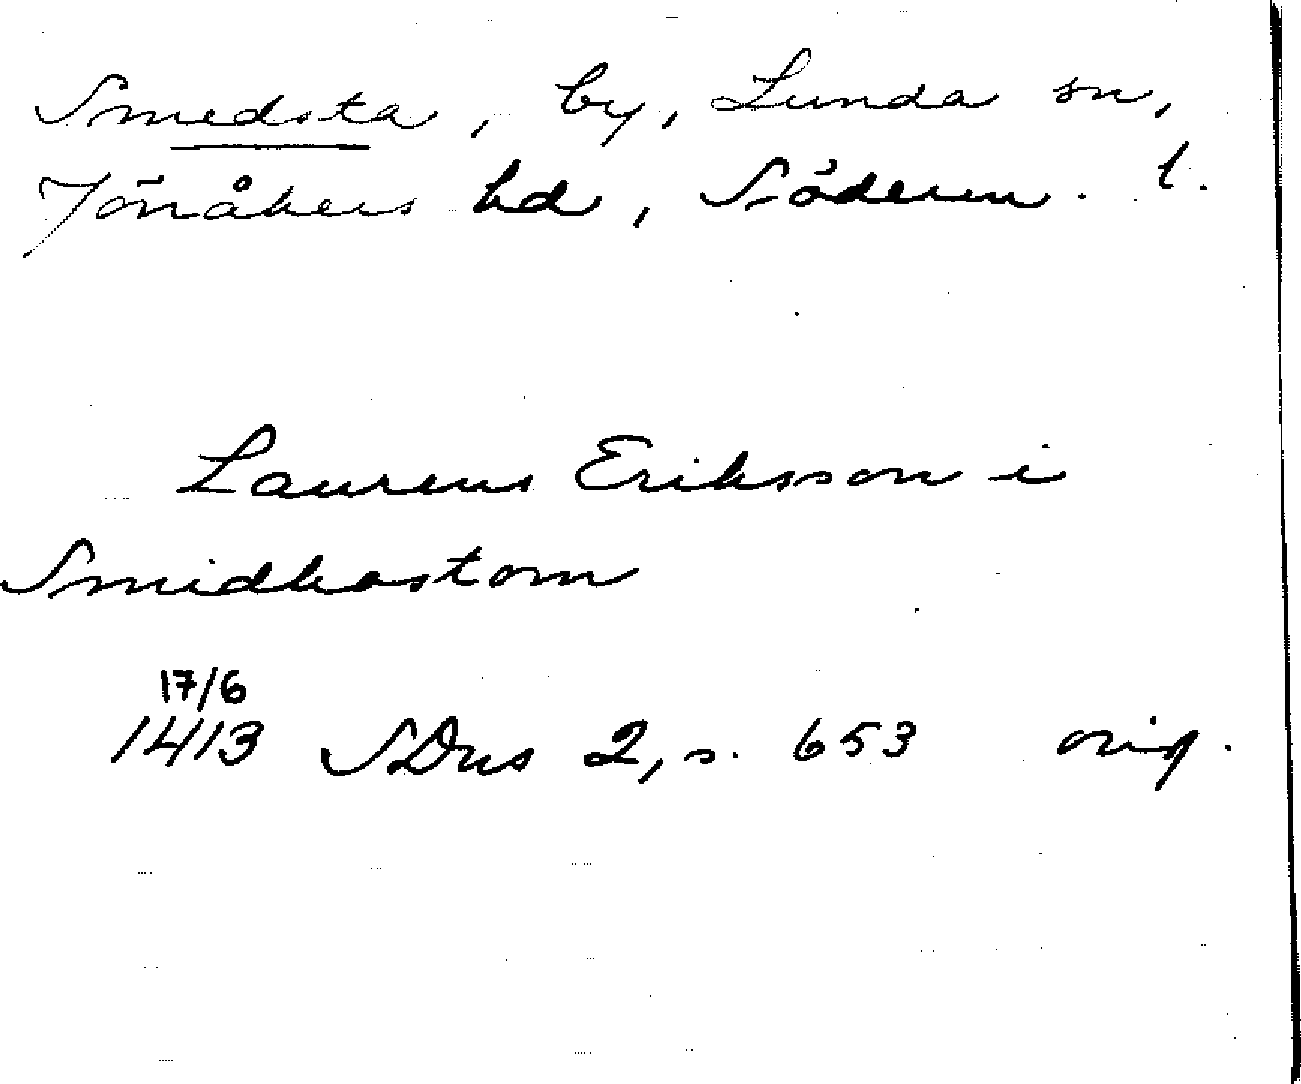 Smedsta, by, Lunda sn,
Jönåkers hd, Söderm. l.
Laurens Eriksson i
Smidhastom
17/6
1413 SDns 2, s. 653 orig.